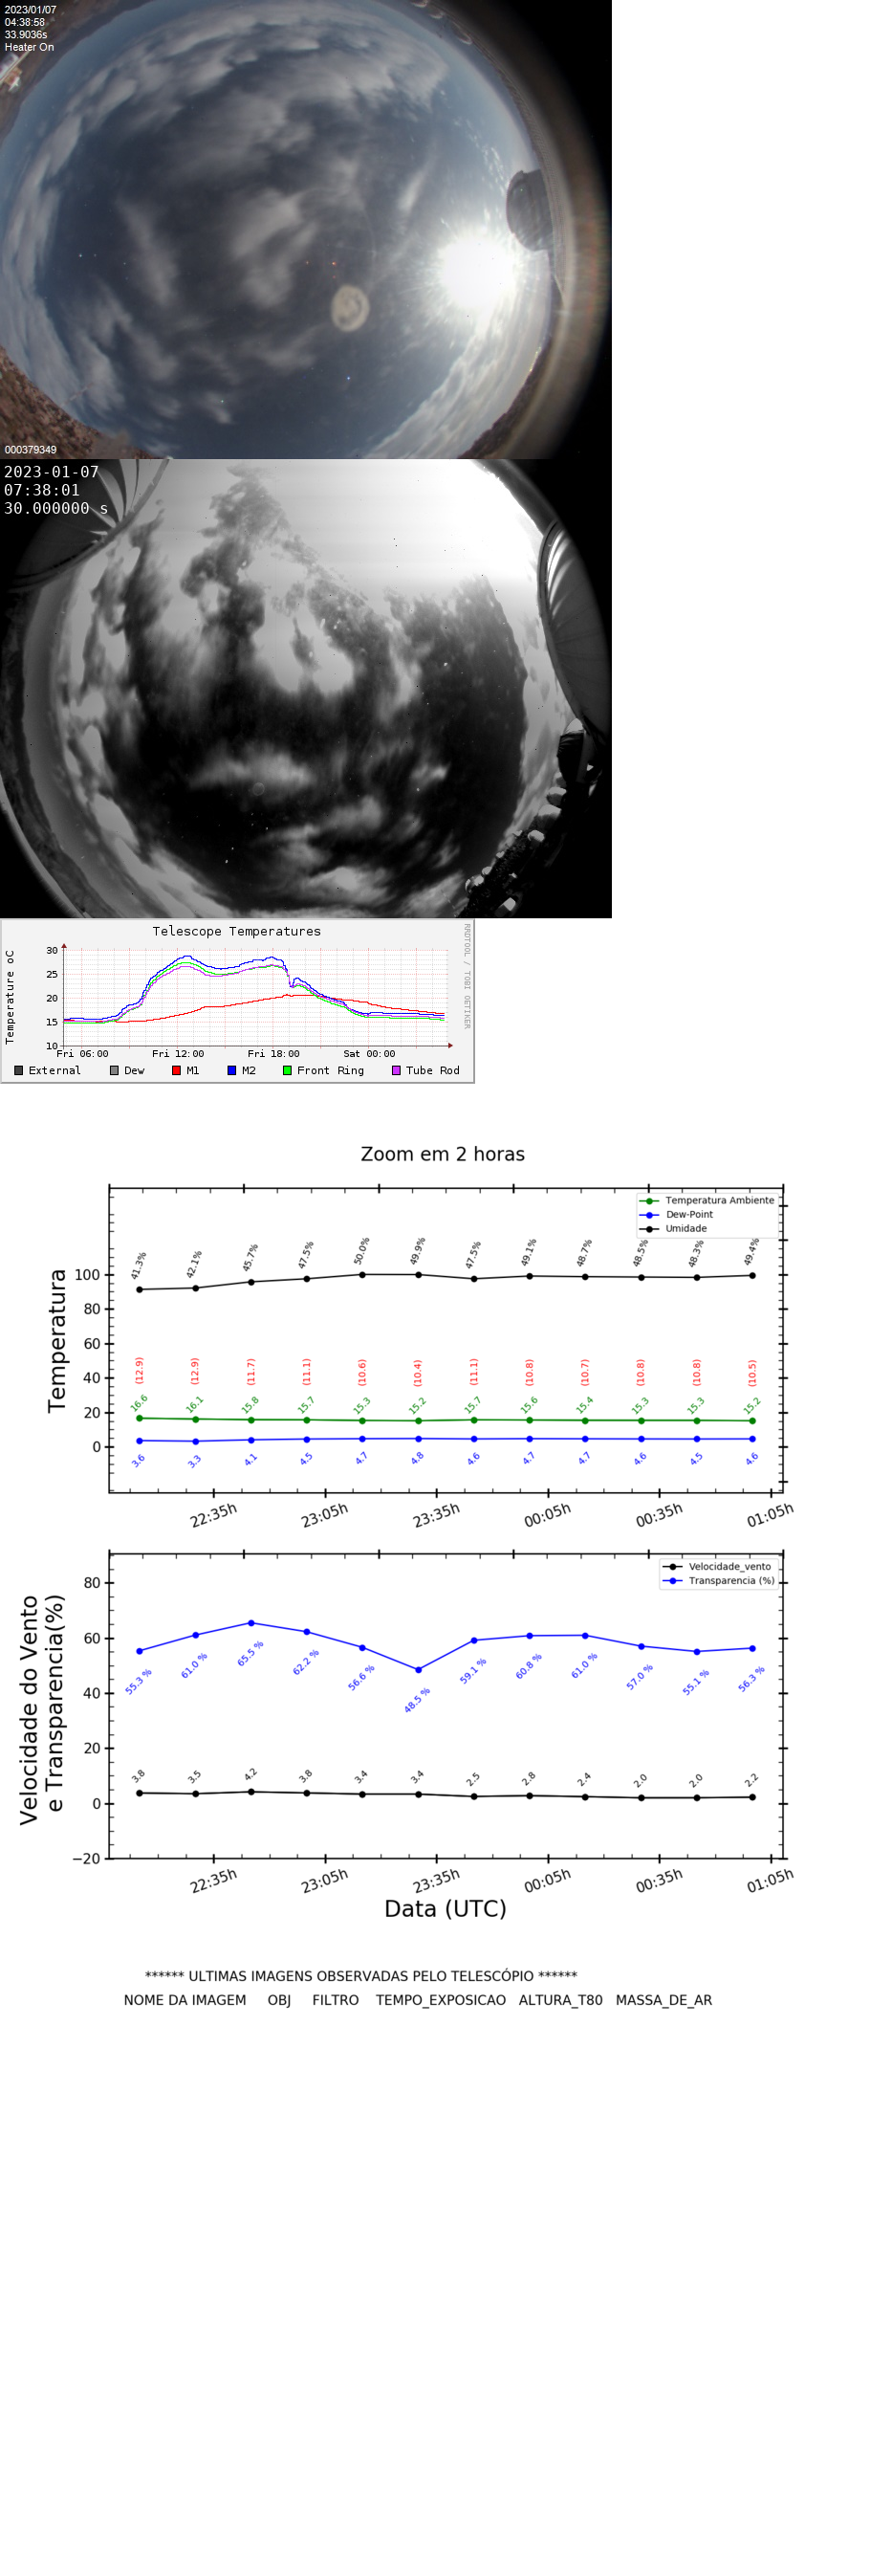 2023/01/07
04:38:58
33.9036s
Heater On
000379349
2023-01-07
07:38:01
30.000000 s
Telescope Temperatures
Temperature oC
RRDTOOL / TOBI OETIKER
30
25
20
15
10
Fri 06:00 Fri 12:00 Fri 18:00 Sat 00:00
External Dew M1 M2 Front Ring Tube Rod
Zoom em 2 horas
Temperatura Ambiente
Dew-Point
Umidade
Temperatura
100
80
60
40
20
0
41.3% 42.1% 45.7% 47.5% 50.0% 49.9% 47.5% 49.1% 48.7% 48.5% 48.3% 49.4%
(12.9) (12.9) (11.7) (11.1) (10.6) (10.4) (11.1) (10.8) (10.7) (10.8) (10.8) (10.5)
16.6 16.1 15.8 15.7 15.3 15.2 15.7 15.6 15.4 15.3 15.3 15.2
3.6 3.3 4.1 4.5 4.7 4.8 4.6 4.7 4.7 4.6 4.5 4.6
22:35h 23:05h 23:35h 00:05h 00:35h 01:05h
Velocidade_vento
Transparencia (%)
Velocidade do Vento
e Transparencia(%)
80
60
40
20
0
−20
55.3 % 61.0 % 65.5 % 62.2 % 56.6 % 48.5 % 59.1 % 60.8 % 61.0 % 57.0 % 55.1 % 56.3 %
3.8 3.5 4.2 3.8 3.4 3.4 2.5 2.8 2.4 2.0 2.0 2.2
22:35h 23:05h 23:35h 00:05h 00:35h 01:05h
Data (UTC)
****** ULTIMAS IMAGENS OBSERVADAS PELO TELESCÓPIO ******
NOME DA IMAGEM OBJ FILTRO TEMPO_EXPOSICAO ALTURA_T80 MASSA_DE_AR